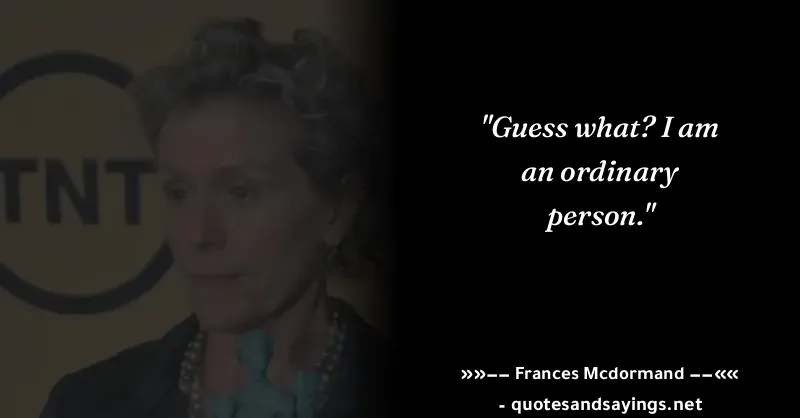 TNT
"Guess what? I am
an ordinary
person."
»»−− Frances Mcdormand −−««
- quotesandsayings.net